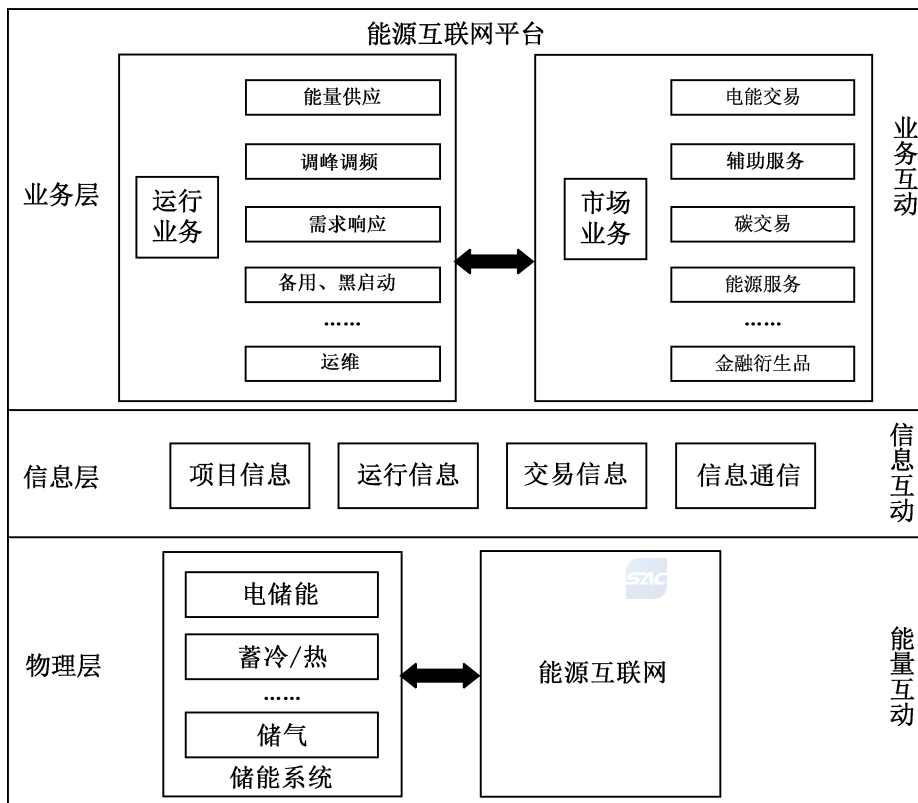 能源互联网平台
业务层
运行
业务
能量供应
调峰调频
需求响应
备用、黑启动
……
运维
市场
业务
电能交易
辅助服务
碳交易
能源服务
……
金融衍生品
业务互动
信息层
项目信息
运行信息
交易信息
信息通信
信息互动
物理层
电储能
蓄冷/热
……
储气
储能系统
SAC
能源互联网
能量互动